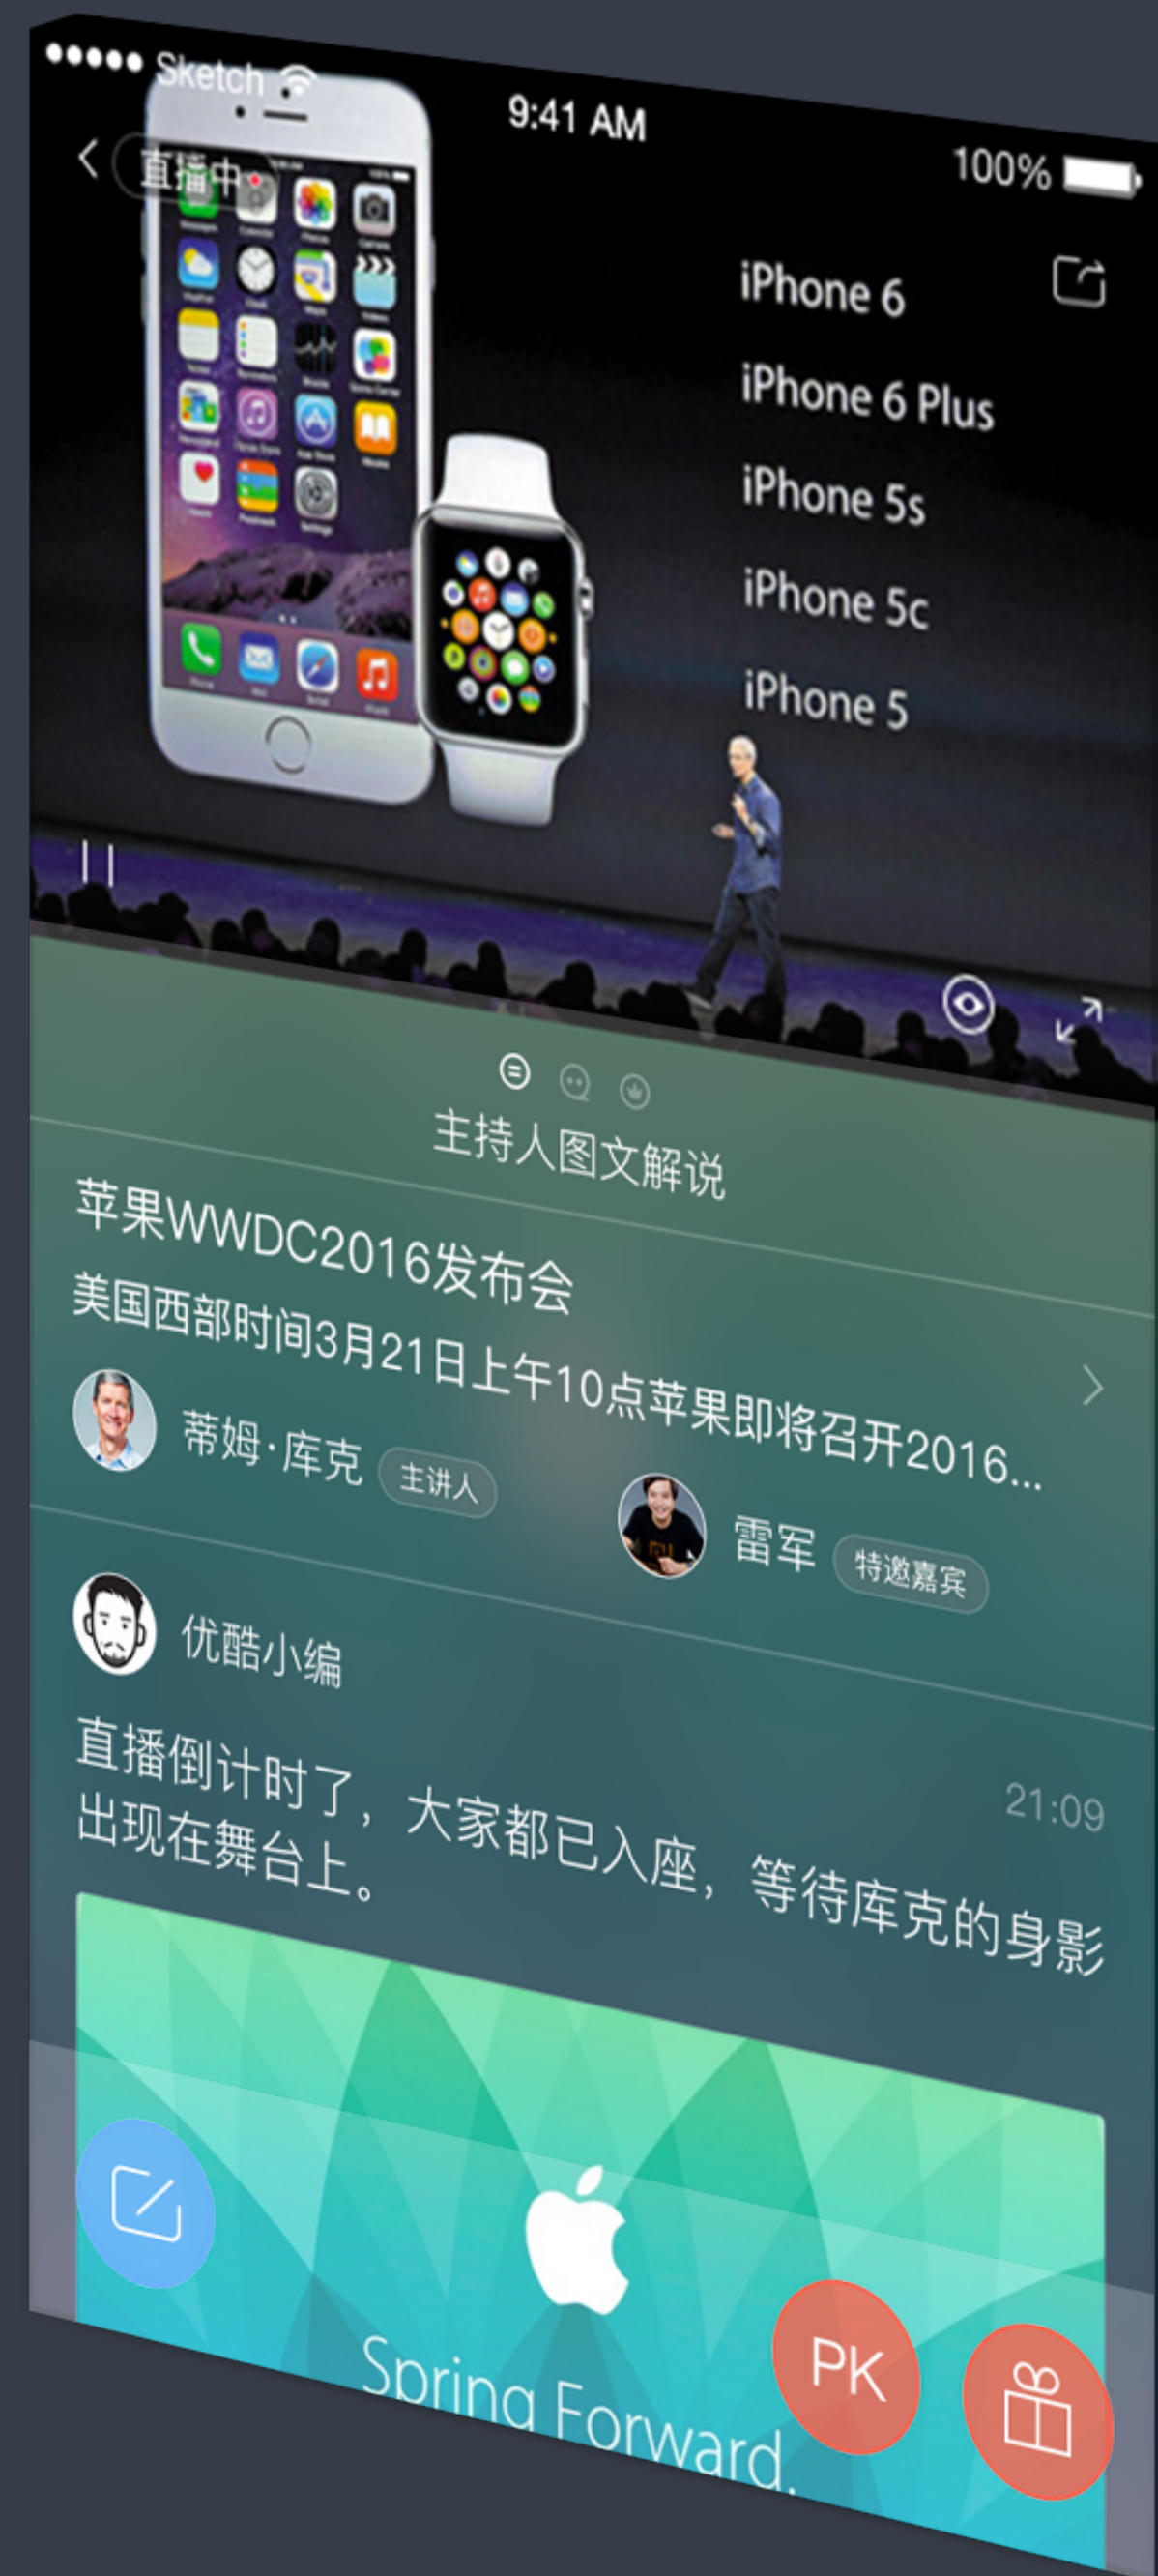 Sketch
9:41 AM
100%
直播中
iPhone 6
iPhone 6 Plus
iPhone 5s
iPhone 5c
iPhone 5
主持人图文解说
苹果WWDC2016发布会
美国西部时间3月21日上午10点苹果即将召开2016...
蒂姆·库克 主讲人
雷军 特邀嘉宾
优酷小编
21:09
直播倒计时了，大家都已入座，等待库克的身影
出现在舞台上。
Spring Forward.
PK